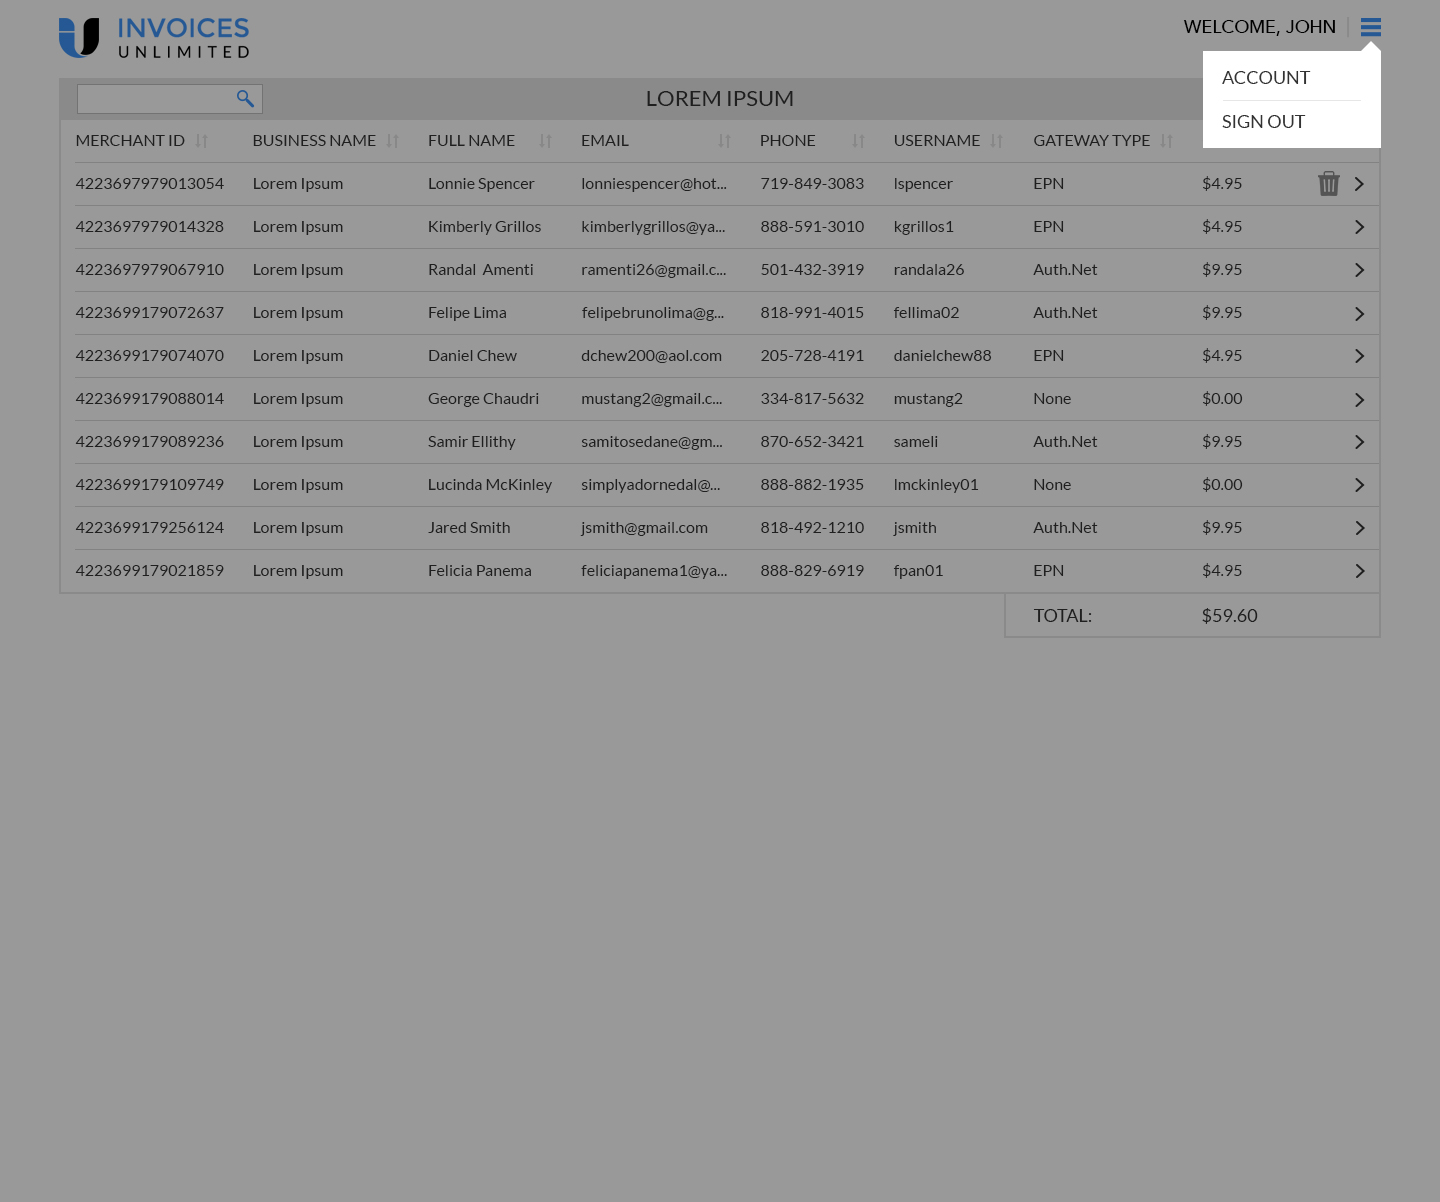 INVOICES
UNLIMITED
WELCOME, JOHN
ACCOUNT
SIGN OUT
LOREM IPSUM
MERCHANT ID BUSINESS NAME FULL NAME EMAIL PHONE USERNAME GATEWAY TYPE
4223697979013054 Lorem Ipsum Lonnie Spencer lonniespencer@hot... 719-849-3083 lspencer EPN $4.95
4223697979014328 Lorem Ipsum Kimberly Grillos kimberlygrillos@ya... 888-591-3010 kgrillos1 EPN $4.95
4223697979067910 Lorem Ipsum Randal Amenti ramenti26@gmail.c... 501-432-3919 randala26 Auth.Net $9.95
4223699179072637 Lorem Ipsum Felipe Lima felipebrunolima@g... 818-991-4015 fellima02 Auth.Net $9.95
4223699179074070 Lorem Ipsum Daniel Chew dchew200@aol.com 205-728-4191 danielchew88 EPN $4.95
4223699179088014 Lorem Ipsum George Chaudri mustang2@gmail.c... 334-817-5632 mustang2 None $0.00
4223699179089236 Lorem Ipsum Samir Ellithy samitosedane@gm... 870-652-3421 sameli Auth.Net $9.95
4223699179109749 Lorem Ipsum Lucinda McKinley simplyadornedal@... 888-882-1935 lmckinley01 None $0.00
4223699179256124 Lorem Ipsum Jared Smith jsmith@gmail.com 818-492-1210 jsmith Auth.Net $9.95
4223699179021859 Lorem Ipsum Felicia Panema feliciapanema1@ya... 888-829-6919 fpan01 EPN $4.95
TOTAL: $59.60